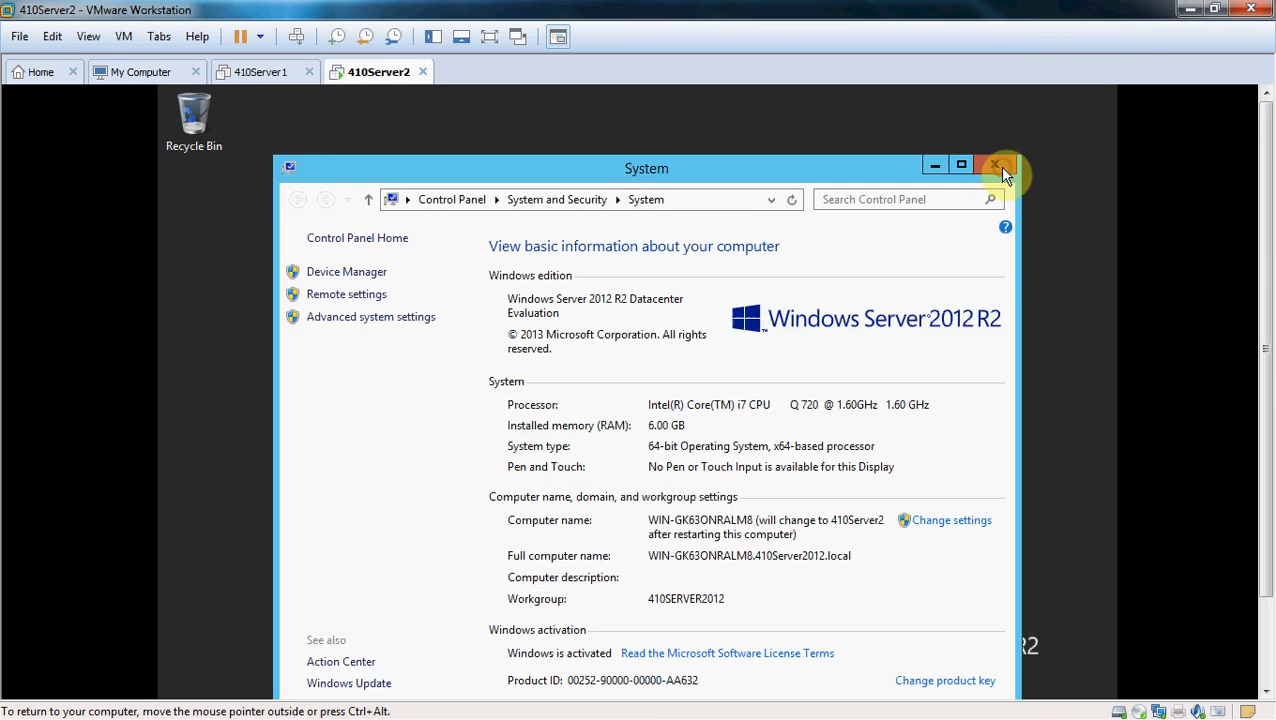 410Server2 - VMware Workstation
File Edit View VM Tabs Help
Home My Computer 410Server1 410Server2
Recycle Bin
System
Control Panel System and Security System Search Control Panel
Control Panel Home
Device Manager
Remote settings
Advanced system settings
View basic information about your computer
Windows edition
Windows Server 2012 R2 Datacenter
Evaluation
© 2013 Microsoft Corporation. All rights
reserved.
Windows Server 2012 R2
System
Processor: Intel(R) Core(TM) i7 CPU Q 720 @ 1.60GHz 1.60 GHz
Installed memory (RAM): 6.00 GB
System type: 64-bit Operating System, x64-based processor
Pen and Touch: No Pen or Touch Input is available for this Display
Computer name, domain, and workgroup settings
Computer name: WIN-GK63ONRALM8 (will change to 410Server2 Change settings
after restarting this computer)
Full computer name: WIN-GK63ONRALM8.410Server2012.local
Computer description:
Workgroup: 410SERVER2012
Windows activation
Windows is activated Read the Microsoft Software License Terms
Product ID: 00252-90000-00000-AA632 Change product key
See also
Action Center
Windows Update
R2
To return to your computer, move the mouse pointer outside or press Ctrl+Alt.